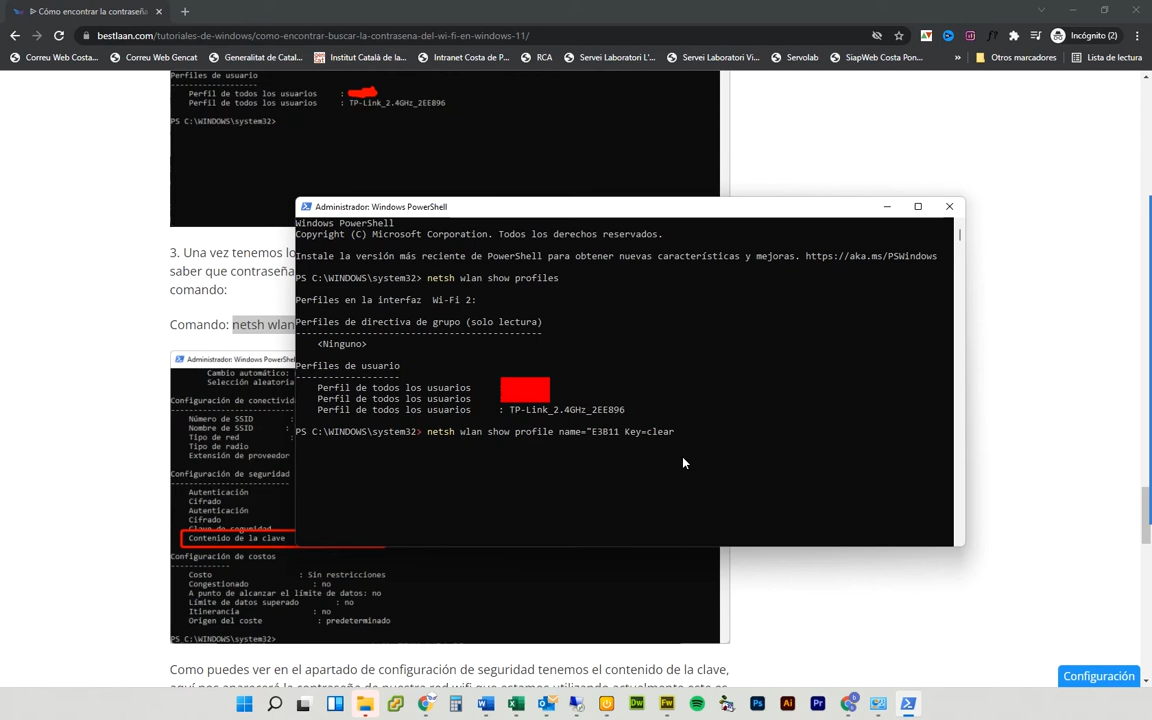 Cómo encontrar la contraseña
bestlaan.com/tutoriales-de-windows/como-encontrar-buscar-la-contrasena-del-wi-fi-en-windows-11/
Incógnito (2)
Correu Web Costa...
Correu Web Gencat
Generalitat de Catal...
Institut Català de la...
Intranet Costa de P...
RCA
Servei Laboratori L'...
Servei Laboratori Vi...
Servolab
SiapWeb Costa Pon...
»
Otros marcadores
Lista de lectura
Perfiles de usuario
Perfil de todos los usuarios :
Perfil de todos los usuarios : TP-Link_2.4GHz_2EE896
PS C:\WINDOWS\system32>
3. Una vez tenemos lo
saber que contraseña
comando:
Comando: netsh wlan
Administrador: Windows PowerShell
Windows PowerShell
Copyright (C) Microsoft Corporation. Todos los derechos reservados.
Instale la versión más reciente de PowerShell para obtener nuevas características y mejoras. https://aka.ms/PSWindows
PS C:\WINDOWS\system32> netsh wlan show profiles
Perfiles en la interfaz Wi-Fi 2:
Perfiles de directiva de grupo (solo lectura)
---------------------------------------------
<Ninguno>
Perfiles de usuario
-------------------
Perfil de todos los usuarios
Perfil de todos los usuarios
Perfil de todos los usuarios : TP-Link_2.4GHz_2EE896
PS C:\WINDOWS\system32> netsh wlan show profile name="E3B11 Key=clear
Administrador: Windows PowerShell
Cambio automático:
Selección aleatoria
Configuración de conectivida
Número de SSID
Nombre de SSID :
Tipo de red :
Tipo de radio
Extensión de proveedor
Configuración de seguridad
Autenticación
Cifrado
Autenticación
Cifrado
Clave de seguridad
Contenido de la clave
Configuración de costos
Costo : Sin restricciones
Congestionado : no
A punto de alcanzar el límite de datos: no
Límite de datos superado : no
Itinerancia : no
Origen del coste : predeterminado
PS C:\WINDOWS\system32>
Como puedes ver en el apartado de configuración de seguridad tenemos el contenido de la clave,
Configuración